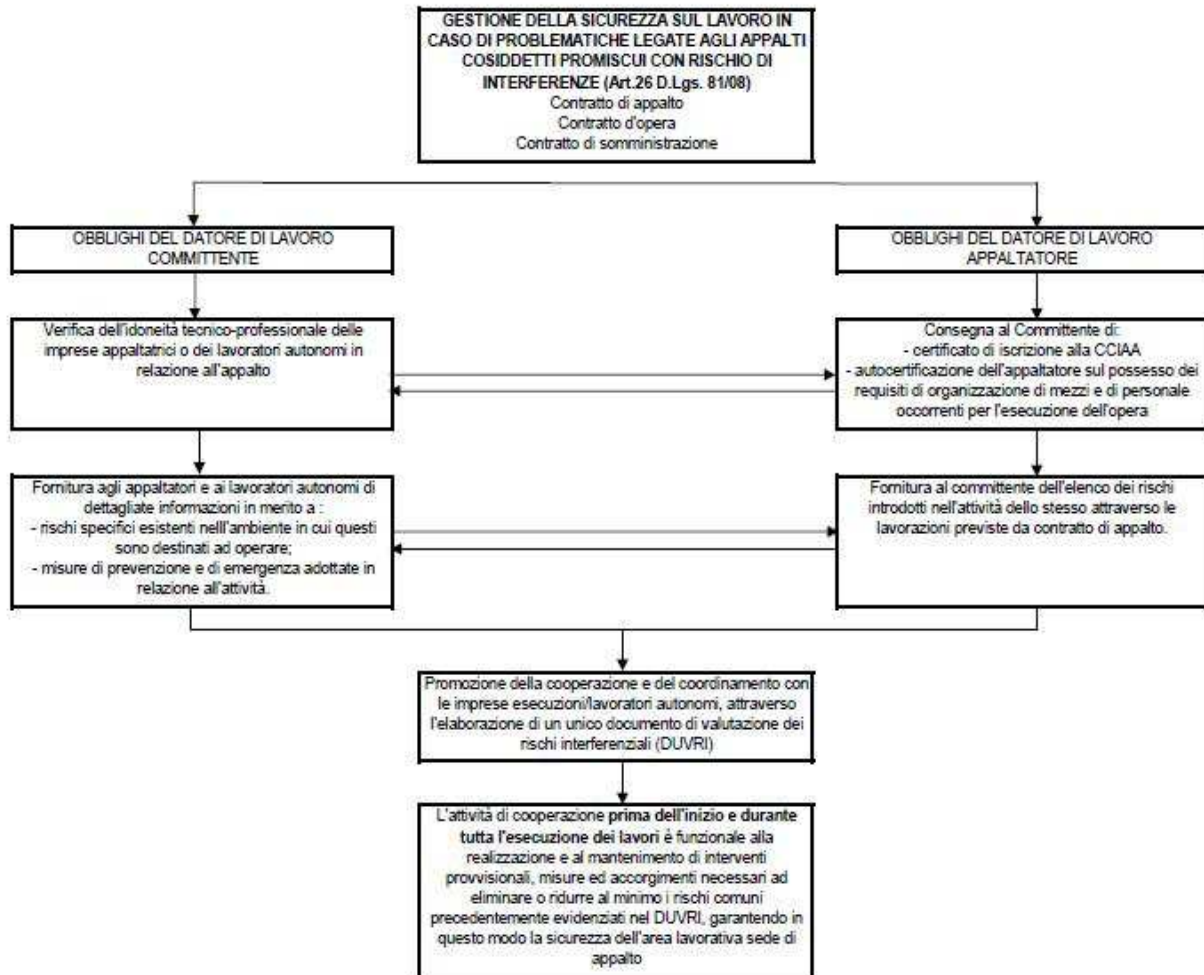 GESTIONE DELLA SICUREZZA SUL LAVORO IN
CASO DI PROBLEMATICHE LEGATE AGLI APPALTI
COSIDDETTI PROMISCUI CON RISCHIO DI
INTERFERENZE (Art.26 D.Lgs. 81/08)
Contratto di appalto
Contratto d'opera
Contratto di somministrazione
OBBLIGHI DEL DATORE DI LAVORO
COMMITTENTE
OBBLIGHI DEL DATORE DI LAVORO
APPALTATORE
Verifica dell'idoneità tecnico-professionale delle
imprese appaltatrici o dei lavoratori autonomi in
relazione all'appalto
Consegna al Committente di:
- certificato di iscrizione alla CCIAA
- autocertificazione dell'appaltatore sul possesso dei
requisiti di organizzazione di mezzi e di personale
occorrenti per l'esecuzione dell'opera
Fornitura agli appaltatori e ai lavoratori autonomi di
dettagliate informazioni in merito a :
- rischi specifici esistenti nelll'ambiente in cui questi
sono destinati ad operare;
- misure di prevenzione e di emergenza adottate in
relazione all'attività.
Fornitura al committente dell'elenco dei rischi
introdotti nell'attività dello stesso attraverso le
lavorazioni previste da contratto di appalto.
Promozione della cooperazione e del coordinamento con
le imprese esecuzioni/lavoratori autonomi, attraverso
l'elaborazione di un unico documento di valutazione dei
rischi interferenziali (DUVRI)
L'attività di cooperazione prima dell'inizio e durante
tutta l'esecuzione dei lavori è funzionale alla
realizzazione e al mantenimento di interventi
provvisionali, misure ed accorgimenti necessari ad
eliminare o ridurre al minimo i rischi comuni
precedentemente evidenziati nel DUVRI, garantendo in
questo modo la sicurezza dell'area lavorativa sede di
appalto